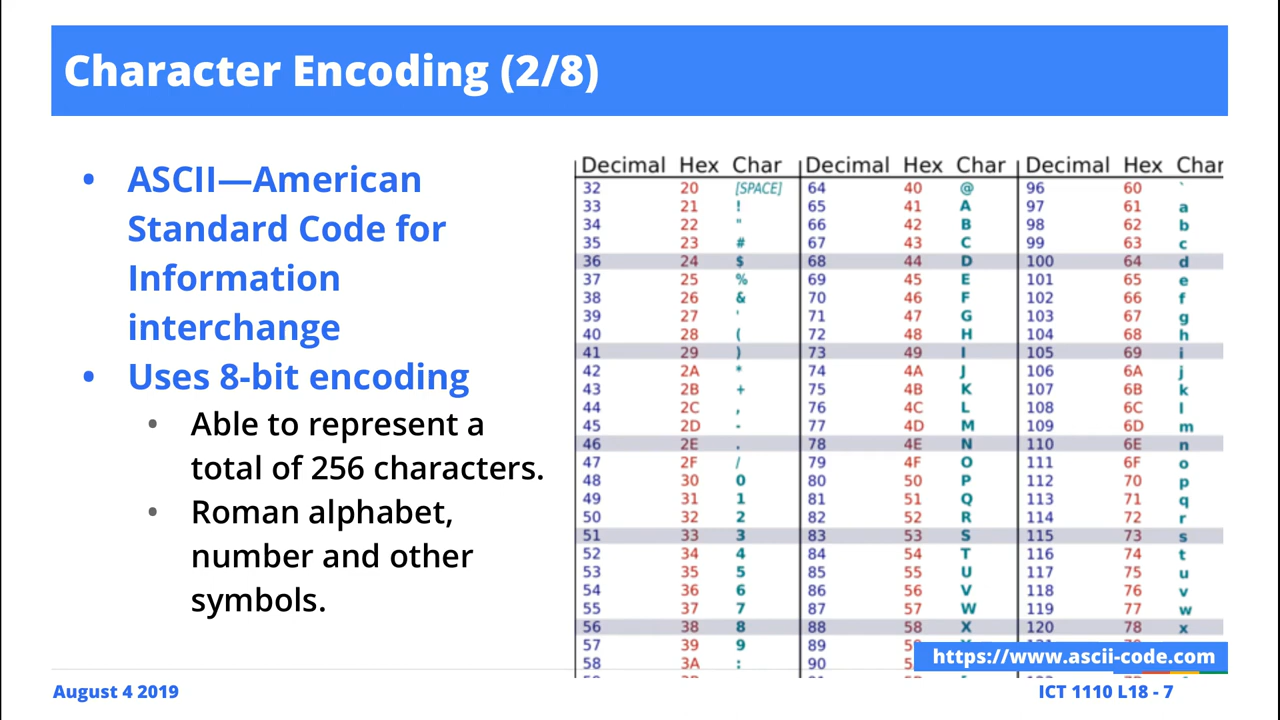 Character Encoding (2/8)
• ASCII—American
Standard Code for
Information
interchange
• Uses 8-bit encoding
• Able to represent a
total of 256 characters.
• Roman alphabet,
number and other
symbols.
Decimal Hex Char Decimal Hex Char Decimal Hex Char
32 20 [SPACE] 64 40 @ 96 60 `
33 21 ! 65 41 A 97 61 a
34 22 " 66 42 B 98 62 b
35 23 # 67 43 C 99 63 c
36 24 $ 68 44 D 100 64 d
37 25 % 69 45 E 101 65 e
38 26 & 70 46 F 102 66 f
39 27 ' 71 47 G 103 67 g
40 28 ( 72 48 H 104 68 h
41 29 ) 73 49 I 105 69 i
42 2A * 74 4A J 106 6A j
43 2B + 75 4B K 107 6B k
44 2C , 76 4C L 108 6C l
45 2D - 77 4D M 109 6D m
46 2E . 78 4E N 110 6E n
47 2F / 79 4F O 111 6F o
48 30 0 80 50 P 112 70 p
49 31 1 81 51 Q 113 71 q
50 32 2 82 52 R 114 72 r
51 33 3 83 53 S 115 73 s
52 34 4 84 54 T 116 74 t
53 35 5 85 55 U 117 75 u
54 36 6 86 56 V 118 76 v
55 37 7 87 57 W 119 77 w
56 38 8 88 58 X 120 78 x
57 39 9 89
58 3A : 90
https://www.ascii-code.com
August 4 2019
ICT 1110 L18 - 7